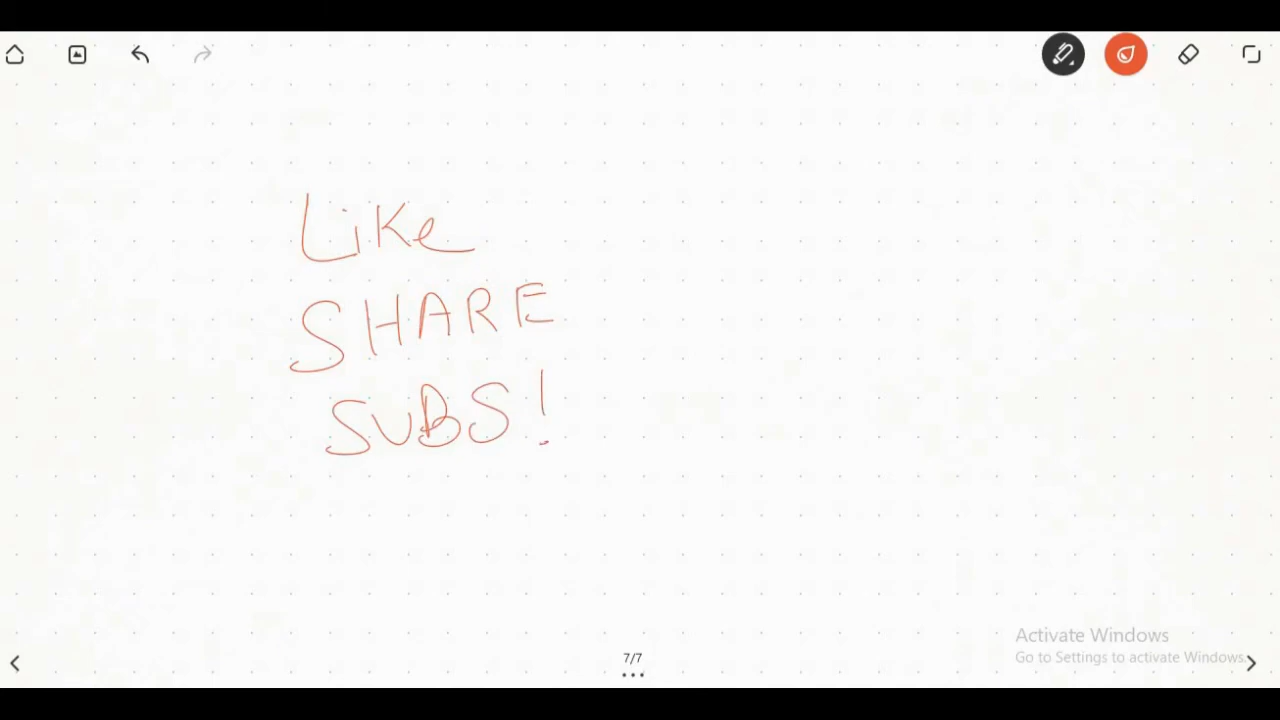 Like
SHARE
SUBS!
Activate Windows
Go to Settings to activate Windows.
7/7